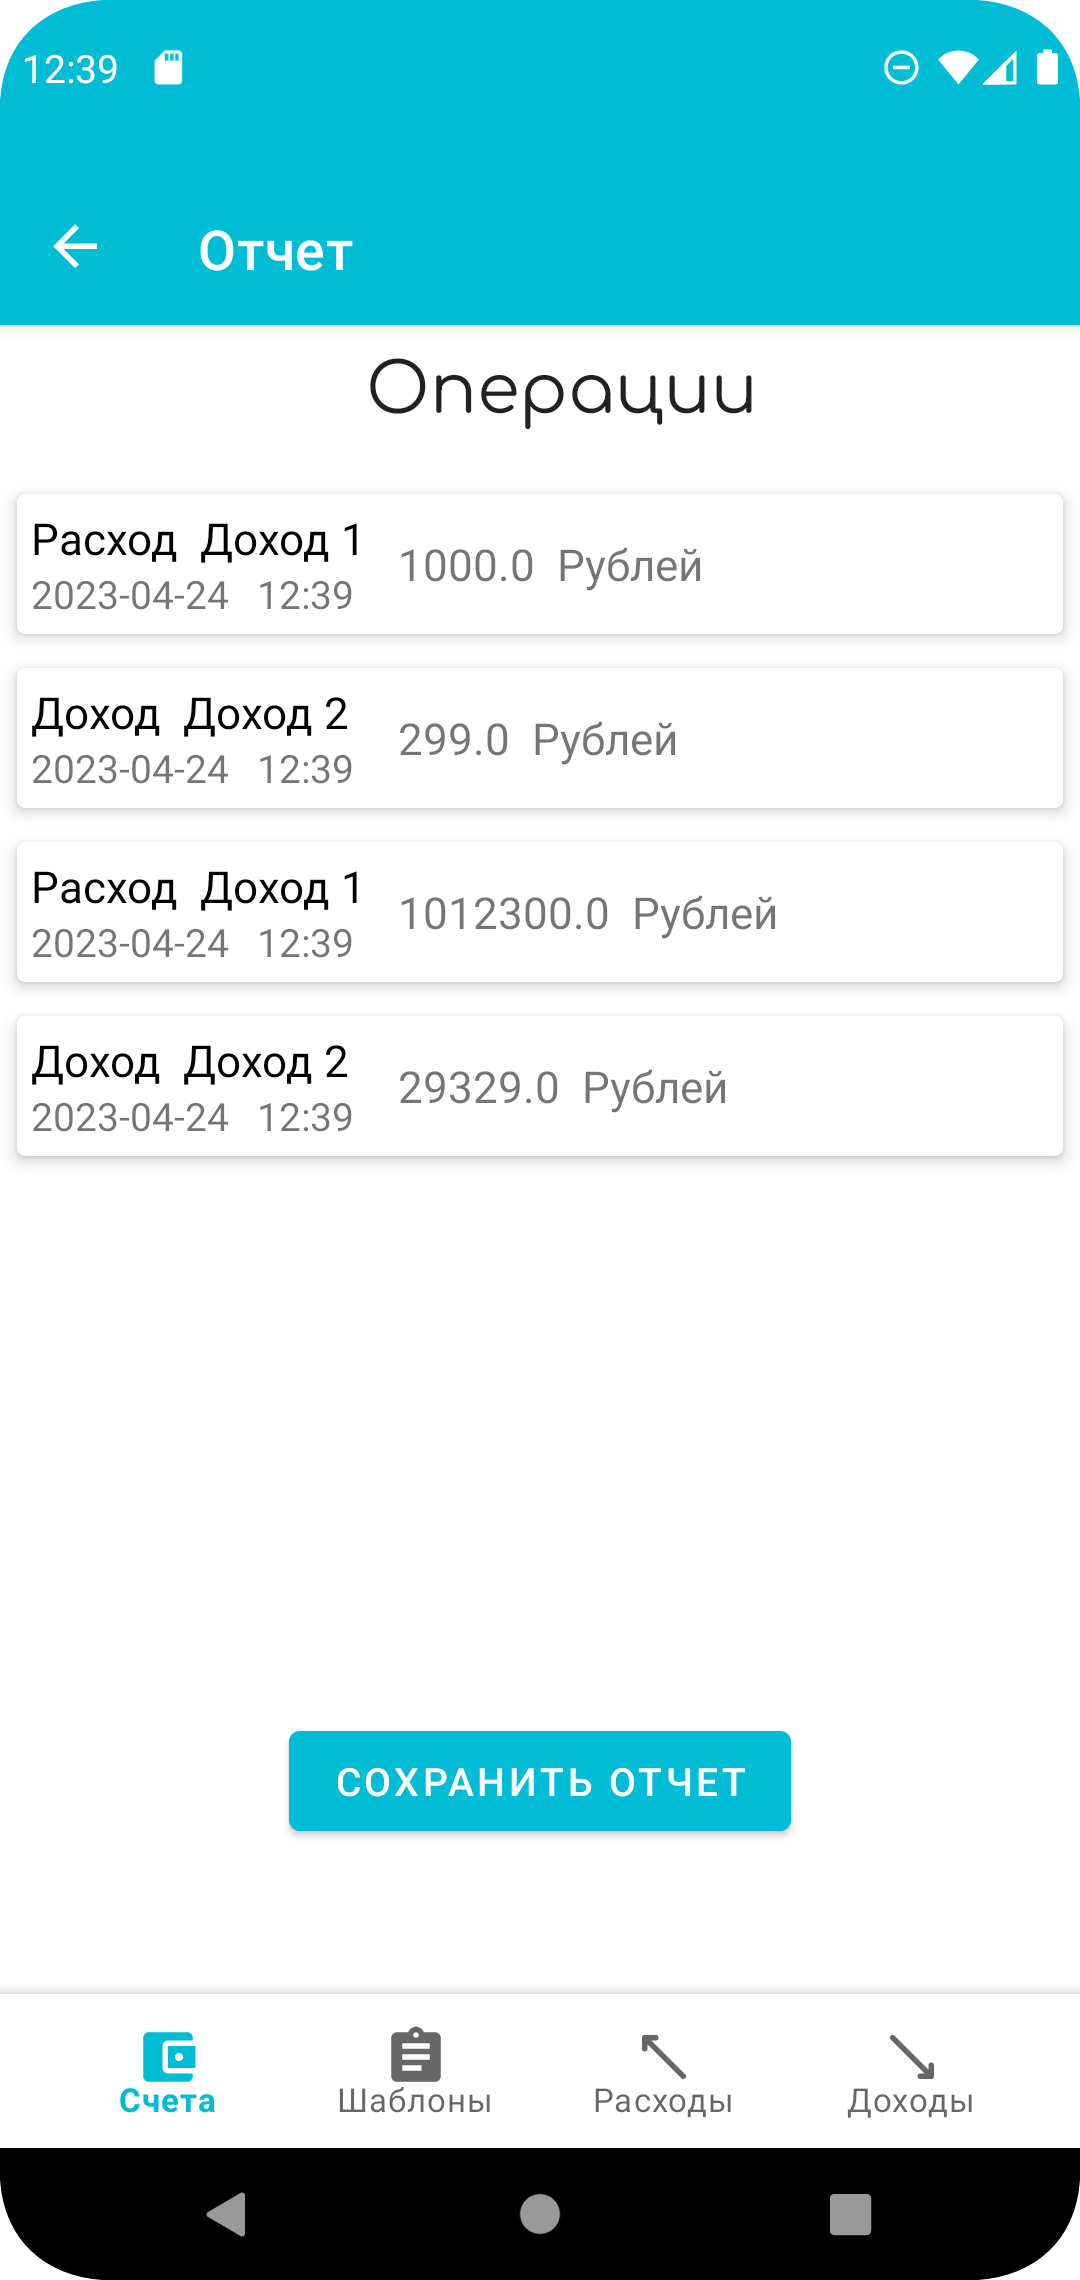 12:39
Отчет
Операции
Расход  Доход 1
1000.0  Рублей
2023-04-24  12:39
Доход  Доход 2
299.0  Рублей
2023-04-24  12:39
Расход  Доход 1
1012300.0  Рублей
2023-04-24  12:39
Доход  Доход 2
29329.0  Рублей
2023-04-24  12:39
СОХРАНИТЬ ОТЧЕТ
Счета
Шаблоны
Расходы
Доходы